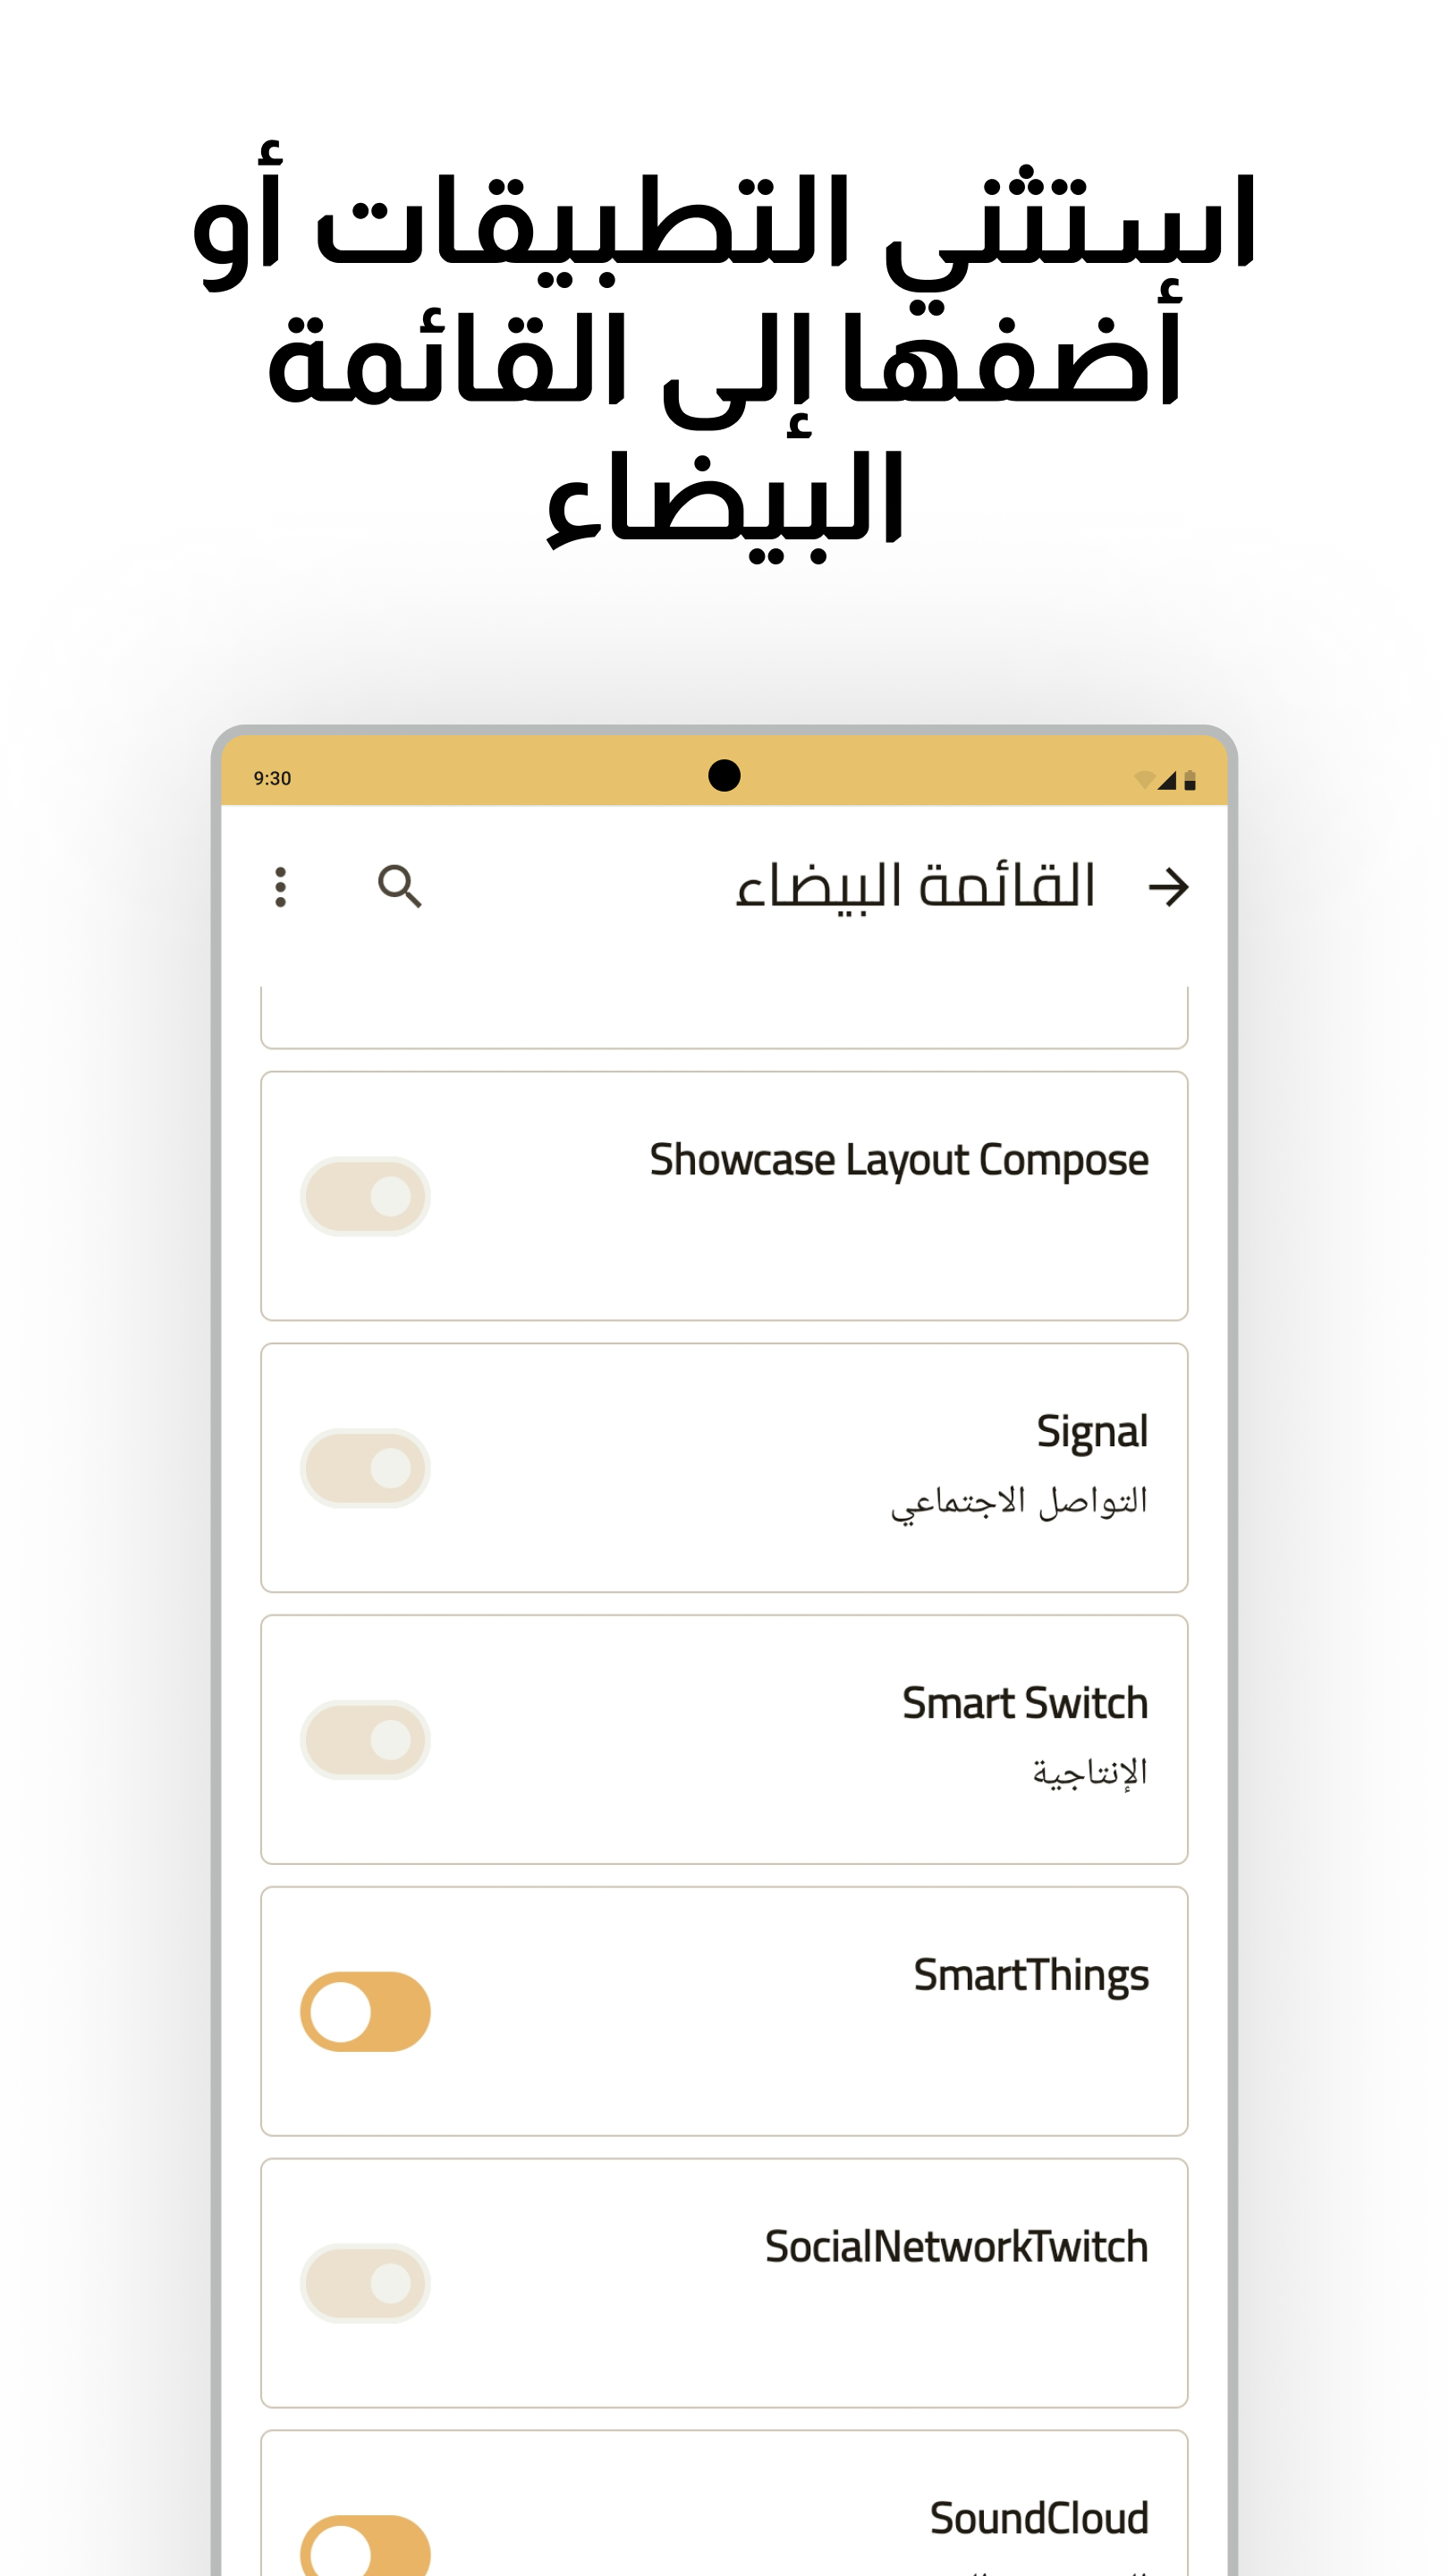 استثني التطبيقات أو
أضفها إلى القائمة
البيضاء
9:30
القائمة البيضاء
Showcase Layout Compose
Signal
التواصل الاجتماعي
Smart Switch
الإنتاجية
SmartThings
SocialNetworkTwitch
SoundCloud